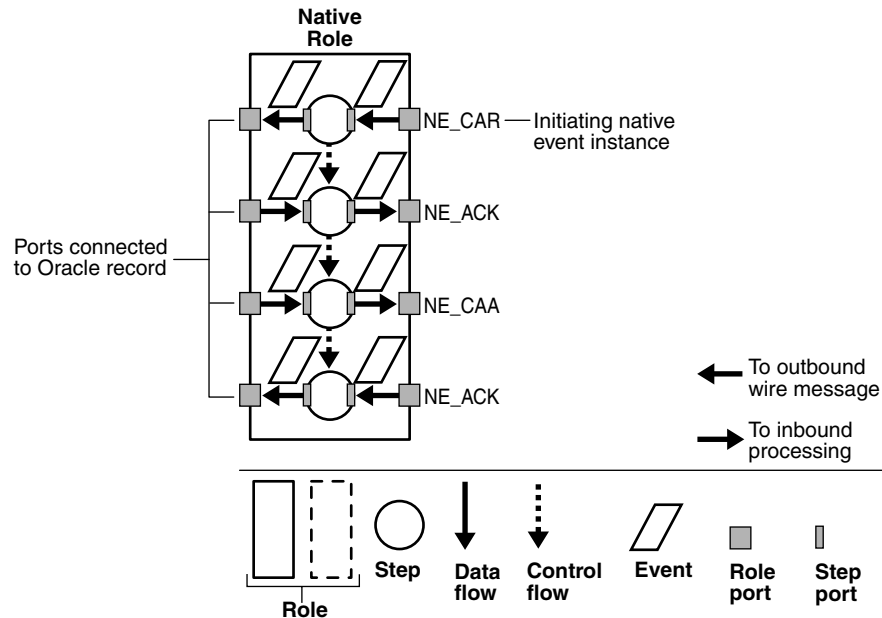 Native
Role
NE_CAR
Initiating native
event instance
NE_ACK
Ports connected
to Oracle record
NE_CAA
NE_ACK
To outbound
wire message
To inbound
processing
Role
Step
Data
flow
Control
flow
Event
Role
port
Step
port